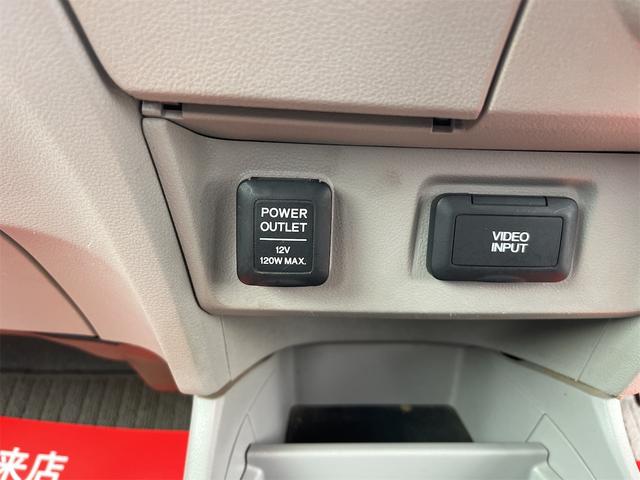 POWER
OUTLET
12V
120W MAX.
VIDEO
INPUT
来店